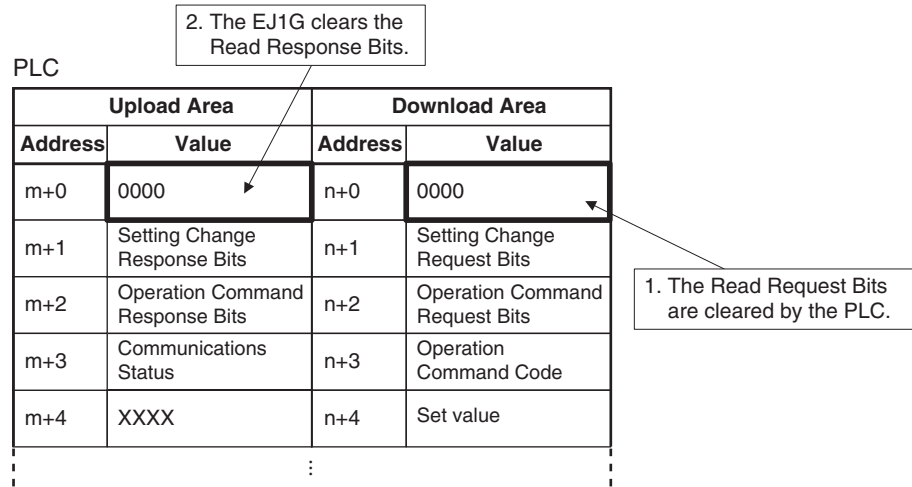 2. The EJ1G clears the
Read Response Bits.
PLC
Upload Area Download Area
Address Value Address Value
m+0 0000 n+0 0000
m+1 Setting Change
Response Bits n+1 Setting Change
Request Bits
m+2 Operation Command
Response Bits n+2 Operation Command
Request Bits
m+3 Communications
Status n+3 Operation
Command Code
m+4 XXXX n+4 Set value
1. The Read Request Bits
are cleared by the PLC.